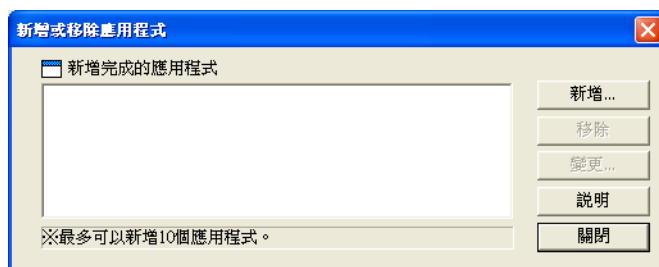 新增或移除應用程式
新增完成的應用程式
新增...
移除
變更...
說明
※最多可以新增10個應用程式。
關閉